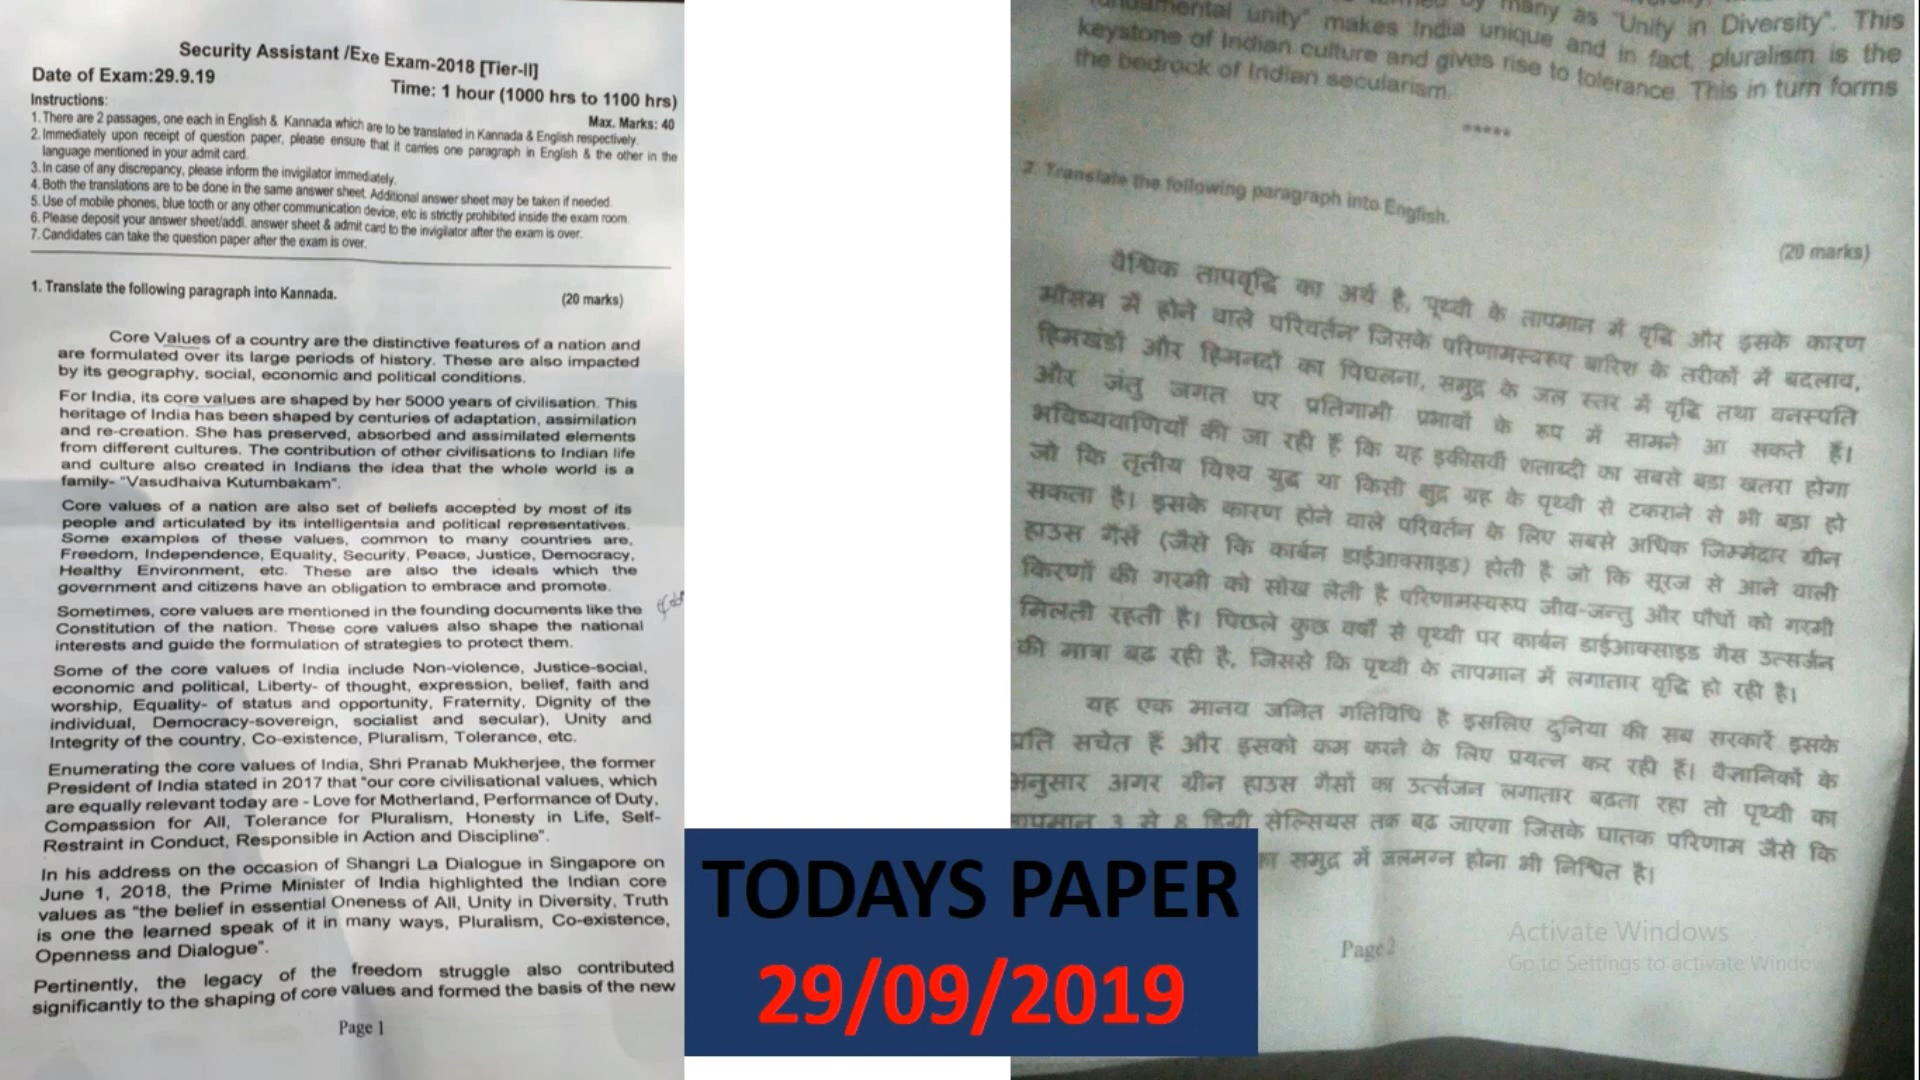 Security Assistant /Exe Exam-2018 [Tier-II]
Date of Exam:29.9.19
Time: 1 hour (1000 hrs to 1100 hrs)
Instructions:
Max. Marks: 40
1. There are 2 passages, one each in English & Kannada which are to be translated in Kannada & English respectively.
2. Immediately upon receipt of question paper, please ensure that it carries one paragraph in English & the other in the
language mentioned in your admit card.
3. In case of any discrepancy, please inform the invigilator immediately.
4. Both the translations are to be done in the same answer sheet. Additional answer sheet may be taken if needed.
5. Use of mobile phones, blue tooth or any other communication device, etc is strictly prohibited inside the exam room.
6. Please deposit your answer sheet/addl. answer sheet & admit card to the invigilator after the exam is over.
7. Candidates can take the question paper after the exam is over.
1. Translate the following paragraph into Kannada.
(20 marks)
Core Values of a country are the distinctive features of a nation and
are formulated over its large periods of history. These are also impacted
by its geography, social, economic and political conditions.
For India, its core values are shaped by her 5000 years of civilisation. This
heritage of India has been shaped by centuries of adaptation, assimilation
and re-creation. She has preserved, absorbed and assimilated elements
from different cultures. The contribution of other civilisations to Indian life
and culture also created in Indians the idea that the whole world is a
family- "Vasudhaiva Kutumbakam".
Core values of a nation are also set of beliefs accepted by most of its
people and articulated by its intelligentsia and political representatives.
Some examples of these values, common to many countries are,
Freedom, Independence, Equality, Security, Peace, Justice, Democracy,
Healthy Environment, etc. These are also the ideals which the
government and citizens have an obligation to embrace and promote.
Sometimes, core values are mentioned in the founding documents like the
Constitution of the nation. These core values also shape the national
interests and guide the formulation of strategies to protect them.
Some of the core values of India include Non-violence, Justice-social,
economic and political, Liberty- of thought, expression, belief, faith and
worship, Equality- of status and opportunity, Fraternity, Dignity of the
individual, Democracy-sovereign, socialist and secular), Unity and
Integrity of the country, Co-existence, Pluralism, Tolerance, etc.
Enumerating the core values of India, Shri Pranab Mukherjee, the former
President of India stated in 2017 that "our core civilisational values, which
are equally relevant today are - Love for Motherland, Performance of Duty,
Compassion for All, Tolerance for Pluralism, Honesty in Life, Self-
Restraint in Conduct, Responsible in Action and Discipline".
In his address on the occasion of Shangri La Dialogue in Singapore on
June 1, 2018, the Prime Minister of India highlighted the Indian core
values as "the belief in essential Oneness of All, Unity in Diversity, Truth
is one the learned speak of it in many ways, Pluralism, Co-existence,
Openness and Dialogue".
Pertinently, the legacy of the freedom struggle also contributed
significantly to the shaping of core values and formed the basis of the new
Page 1
by many as "Unity in Diversity". This
fundamental unity" makes India unique and in fact, pluralism is the
keystone of Indian culture and gives rise to tolerance. This in turn forms
the bedrock of Indian secularism.
*****
2. Translate the following paragraph into English.
(20 marks)
वैश्विक तापवृद्धि का अर्थ है, 'पृथ्वी के तापमान में वृद्धि और इसके कारण
मौसम में होने वाले परिवर्तन' जिसके परिणामस्वरूप बारिश के तरीकों में बदलाव,
हिमखंडों और हिमनदों का पिघलना, समुद्र के जल स्तर में वृद्धि तथा वनस्पति
और जंतु जगत पर प्रतिगामी प्रभावों के रूप में सामने आ सकते हैं।
भविष्यवाणियाँ की जा रही हैं कि यह इकीसवीं शताब्दी का सबसे बड़ा खतरा होगा
जो कि तृतीय विश्व युद्ध या किसी क्षुद्र ग्रह के पृथ्वी से टकराने से भी बड़ा हो
सकता है। इसके कारण होने वाले परिवर्तन के लिए सबसे अधिक जिम्मेदार ग्रीन
हाउस गैसें (जैसे कि कार्बन डाईआक्साइड) होती है जो कि सूरज से आने वाली
किरणों की गरमी को सोख लेती है परिणामस्वरूप जीव-जन्तु और पौधों को गरमी
मिलती रहती है। पिछले कुछ वर्षों से पृथ्वी पर कार्बन डाईआक्साइड गैस उत्सर्जन
की मात्रा बढ़ रही है, जिससे कि पृथ्वी के तापमान में लगातार वृद्धि हो रही है।
यह एक मानव जनित गतिविधि है इसलिए दुनिया की सब सरकारें इसके
प्रति सचेत हैं और इसको कम करने के लिए प्रयत्न कर रही हैं। वैज्ञानिकों के
अनुसार अगर ग्रीन हाउस गैसों का उर्त्सजन लगातार बढ़ता रहा तो पृथ्वी का
तापमान 3 से 8 डिग्री सेल्सियस तक बढ़ जाएगा जिसके घातक परिणाम जैसे कि
का समुद्र में जलमग्न होना भी निश्चित है।
Page 2
TODAYS PAPER
29/09/2019
Activate Windows
Go to Settings to activate Window